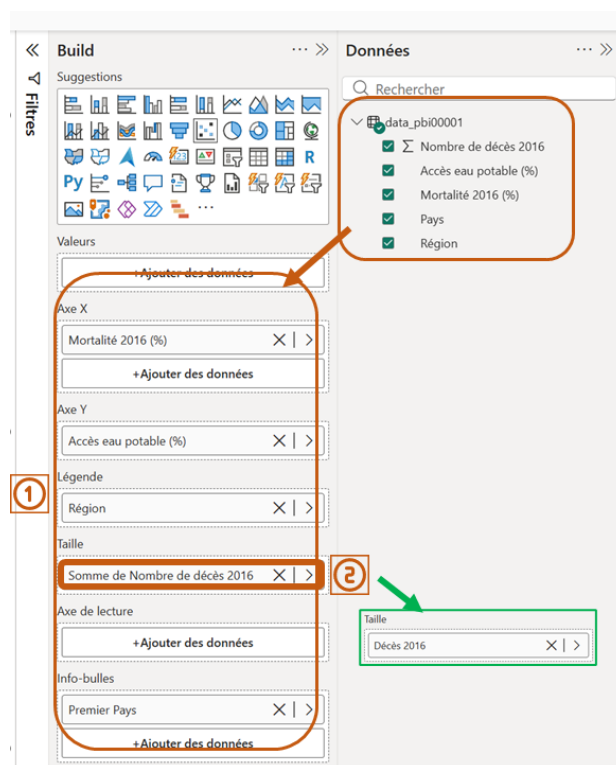 Build
Données
Filtres
Suggestions
Rechercher
data_pbi00001
Nombre de décès 2016
Accès eau potable (%)
Mortalité 2016 (%)
Pays
Région
123
R
Py
Valeurs
+Ajouter des données
Axe X
Mortalité 2016 (%)
+Ajouter des données
Axe Y
Accès eau potable (%)
Légende
1
Région
Taille
Somme de Nombre de décès 2016
2
Taille
Décès 2016
Axe de lecture
+Ajouter des données
Info-bulles
Premier Pays
+Ajouter des données